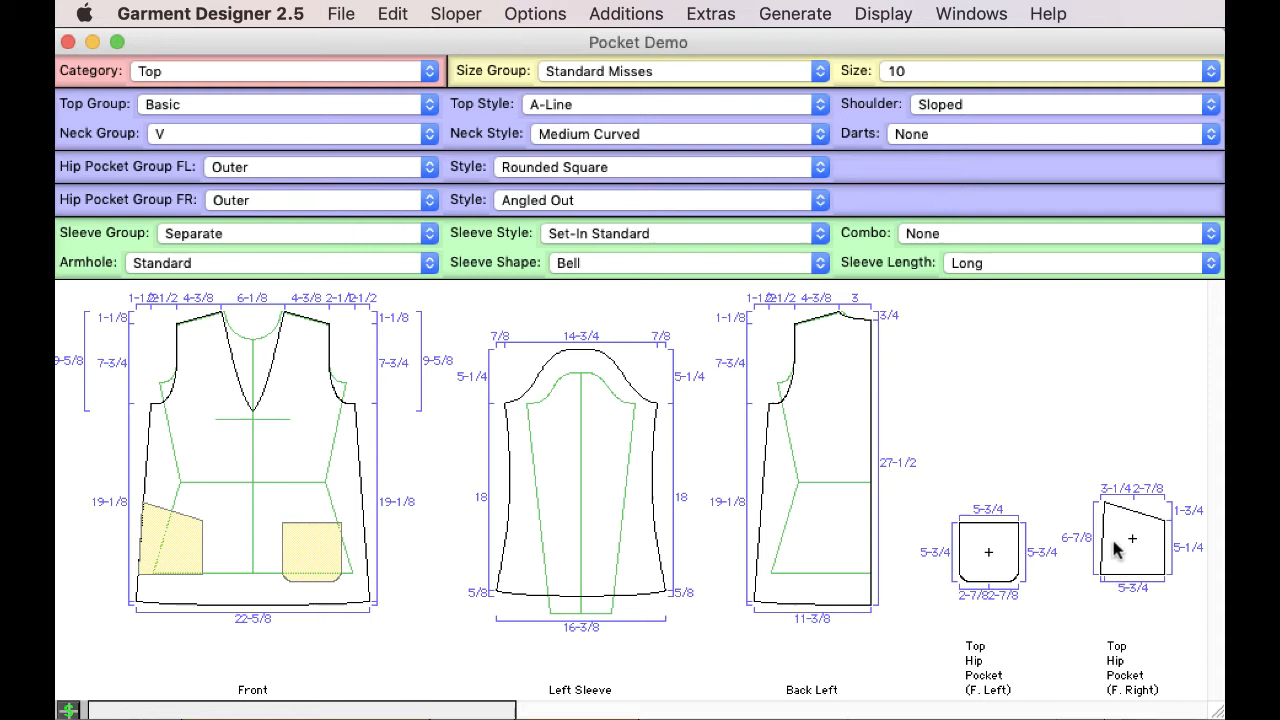 Garment Designer 2.5 File Edit Sloper Options Additions Extras Generate Display Windows Help
Pocket Demo
Category: Top Size Group: Standard Misses Size: 10
Top Group: Basic Top Style: A-Line Shoulder: Sloped
Neck Group: V Neck Style: Medium Curved Darts: None
Hip Pocket Group FL: Outer Style: Rounded Square
Hip Pocket Group FR: Outer Style: Angled Out
Sleeve Group: Separate Sleeve Style: Set-In Standard Combo: None
Armhole: Standard Sleeve Shape: Bell Sleeve Length: Long
4-3/8 6-1/8 4-3/8 4-3/8 3
1-1/8 1-1/8 1-1/8 3/4
7/8 14-3/4 7/8
9-5/8 7-3/4 7-3/4 9-5/8 7-3/4
5-1/4 5-1/4
27-1/2
3-1/4 2-7/8
19-1/8 19-1/8 18 18 19-1/8
5-3/4 1-3/4
6-7/8 5-1/4
5-3/4 5-3/4
5/8 5/8 2-7/8 2-7/8 5-3/4
22-5/8 16-3/8 11-3/8
Top Top
Hip Hip
Pocket Pocket
Front Left Sleeve Back Left (F. Left) (F. Right)